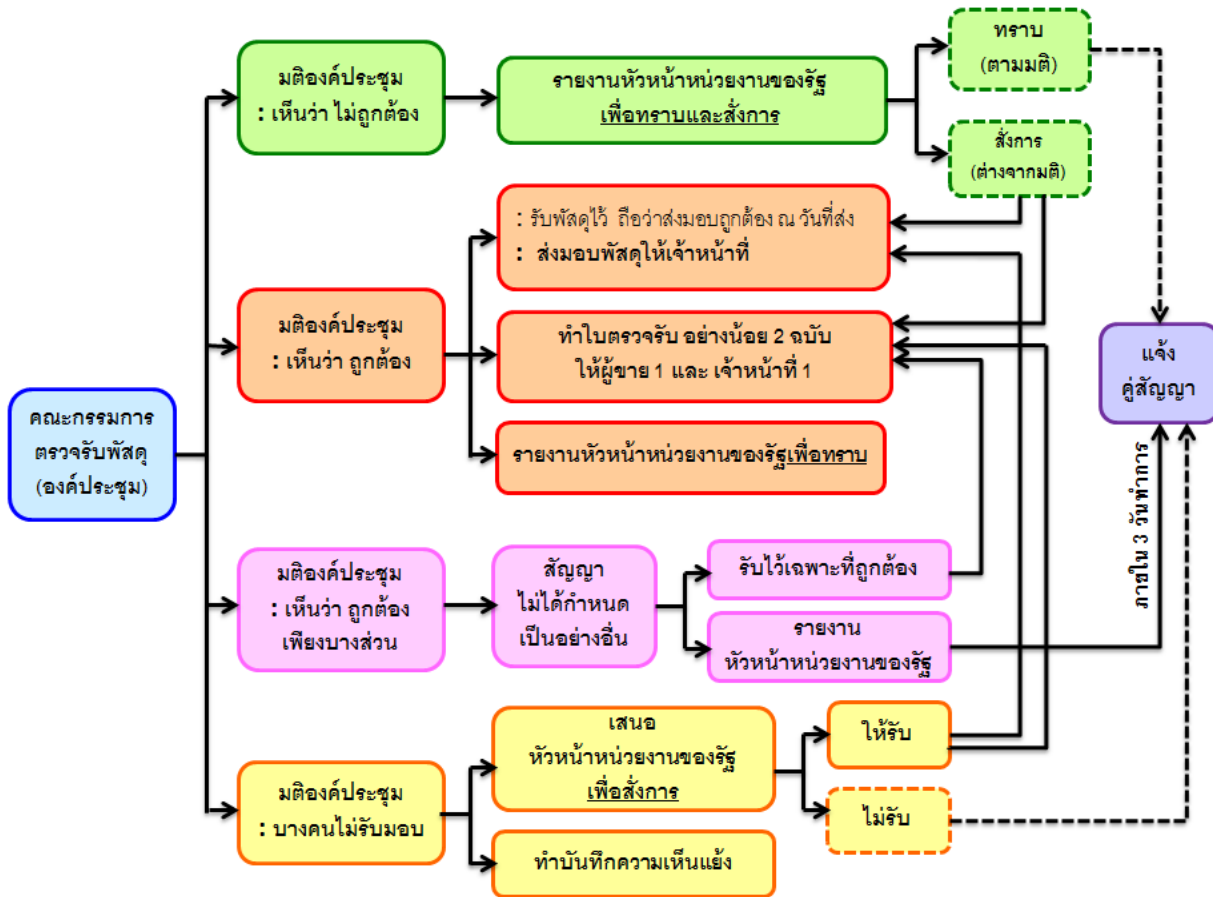 คณะกรรมการ
ตรวจรับพัสดุ
(องค์ประชุม)
มติองค์ประชุม
: เห็นว่า ไม่ถูกต้อง
รายงานหัวหน้าหน่วยงานของรัฐ
เพื่อทราบและสั่งการ
ทราบ
(ตามมติ)
สั่งการ
(ต่างจากมติ)
มติองค์ประชุม
: เห็นว่า ถูกต้อง
: รับพัสดุไว้ ถือว่าส่งมอบถูกต้อง ณ วันที่ส่ง
: ส่งมอบพัสดุให้เจ้าหน้าที่
ทำใบตรวจรับ อย่างน้อย 2 ฉบับ
ให้ผู้ขาย 1 และ เจ้าหน้าที่ 1
รายงานหัวหน้าหน่วยงานของรัฐเพื่อทราบ
มติองค์ประชุม
: เห็นว่า ถูกต้อง
เพียงบางส่วน
สัญญา
ไม่ได้กำหนด
เป็นอย่างอื่น
รับไว้เฉพาะที่ถูกต้อง
รายงาน
หัวหน้าหน่วยงานของรัฐ
มติองค์ประชุม
: บางคนไม่รับมอบ
เสนอ
หัวหน้าหน่วยงานของรัฐ
เพื่อสั่งการ
ทำบันทึกความเห็นแย้ง
ให้รับ
ไม่รับ
แจ้ง
คู่สัญญา
ภายใน 3 วันทำการ